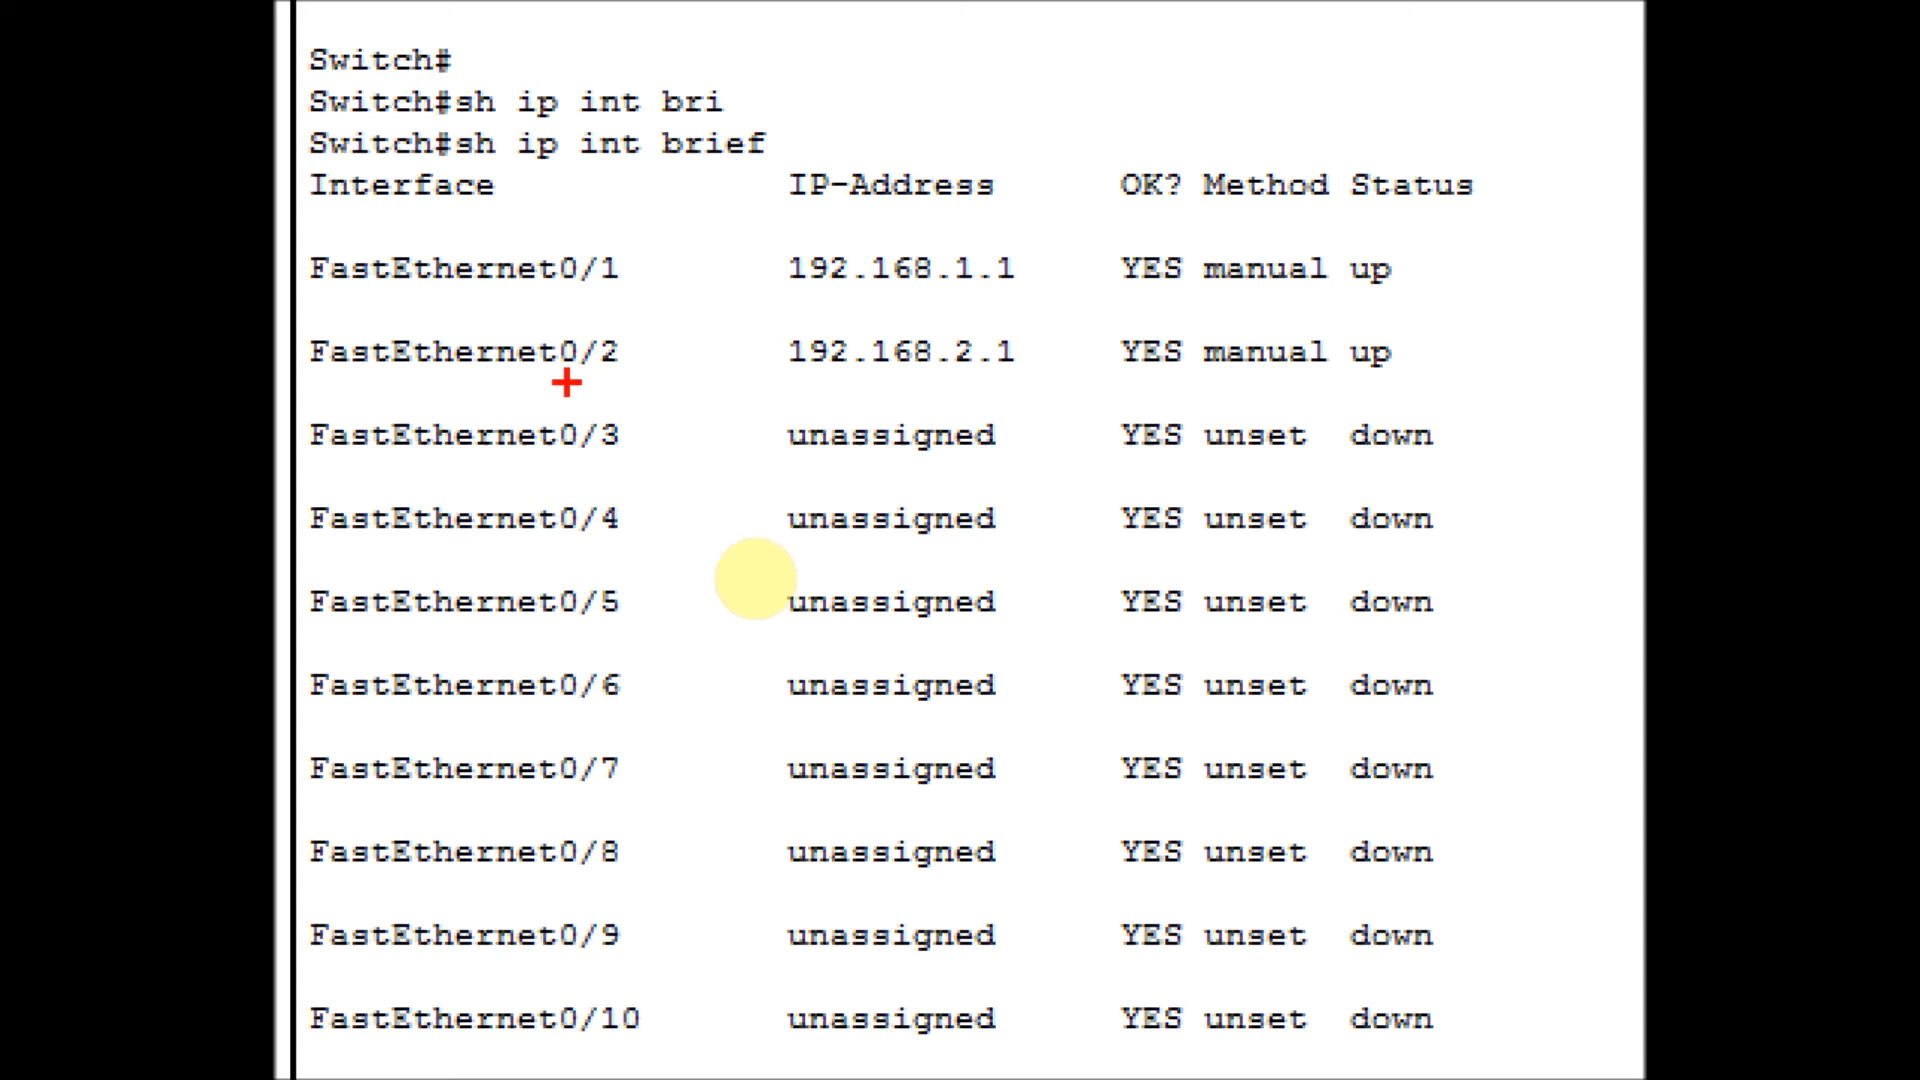 Switch#
Switch#sh ip int bri
Switch#sh ip int brief
Interface IP-Address OK? Method Status
FastEthernet0/1 192.168.1.1 YES manual up
FastEthernet0/2 192.168.2.1 YES manual up
FastEthernet0/3 unassigned YES unset down
FastEthernet0/4 unassigned YES unset down
FastEthernet0/5 unassigned YES unset down
FastEthernet0/6 unassigned YES unset down
FastEthernet0/7 unassigned YES unset down
FastEthernet0/8 unassigned YES unset down
FastEthernet0/9 unassigned YES unset down
FastEthernet0/10 unassigned YES unset down